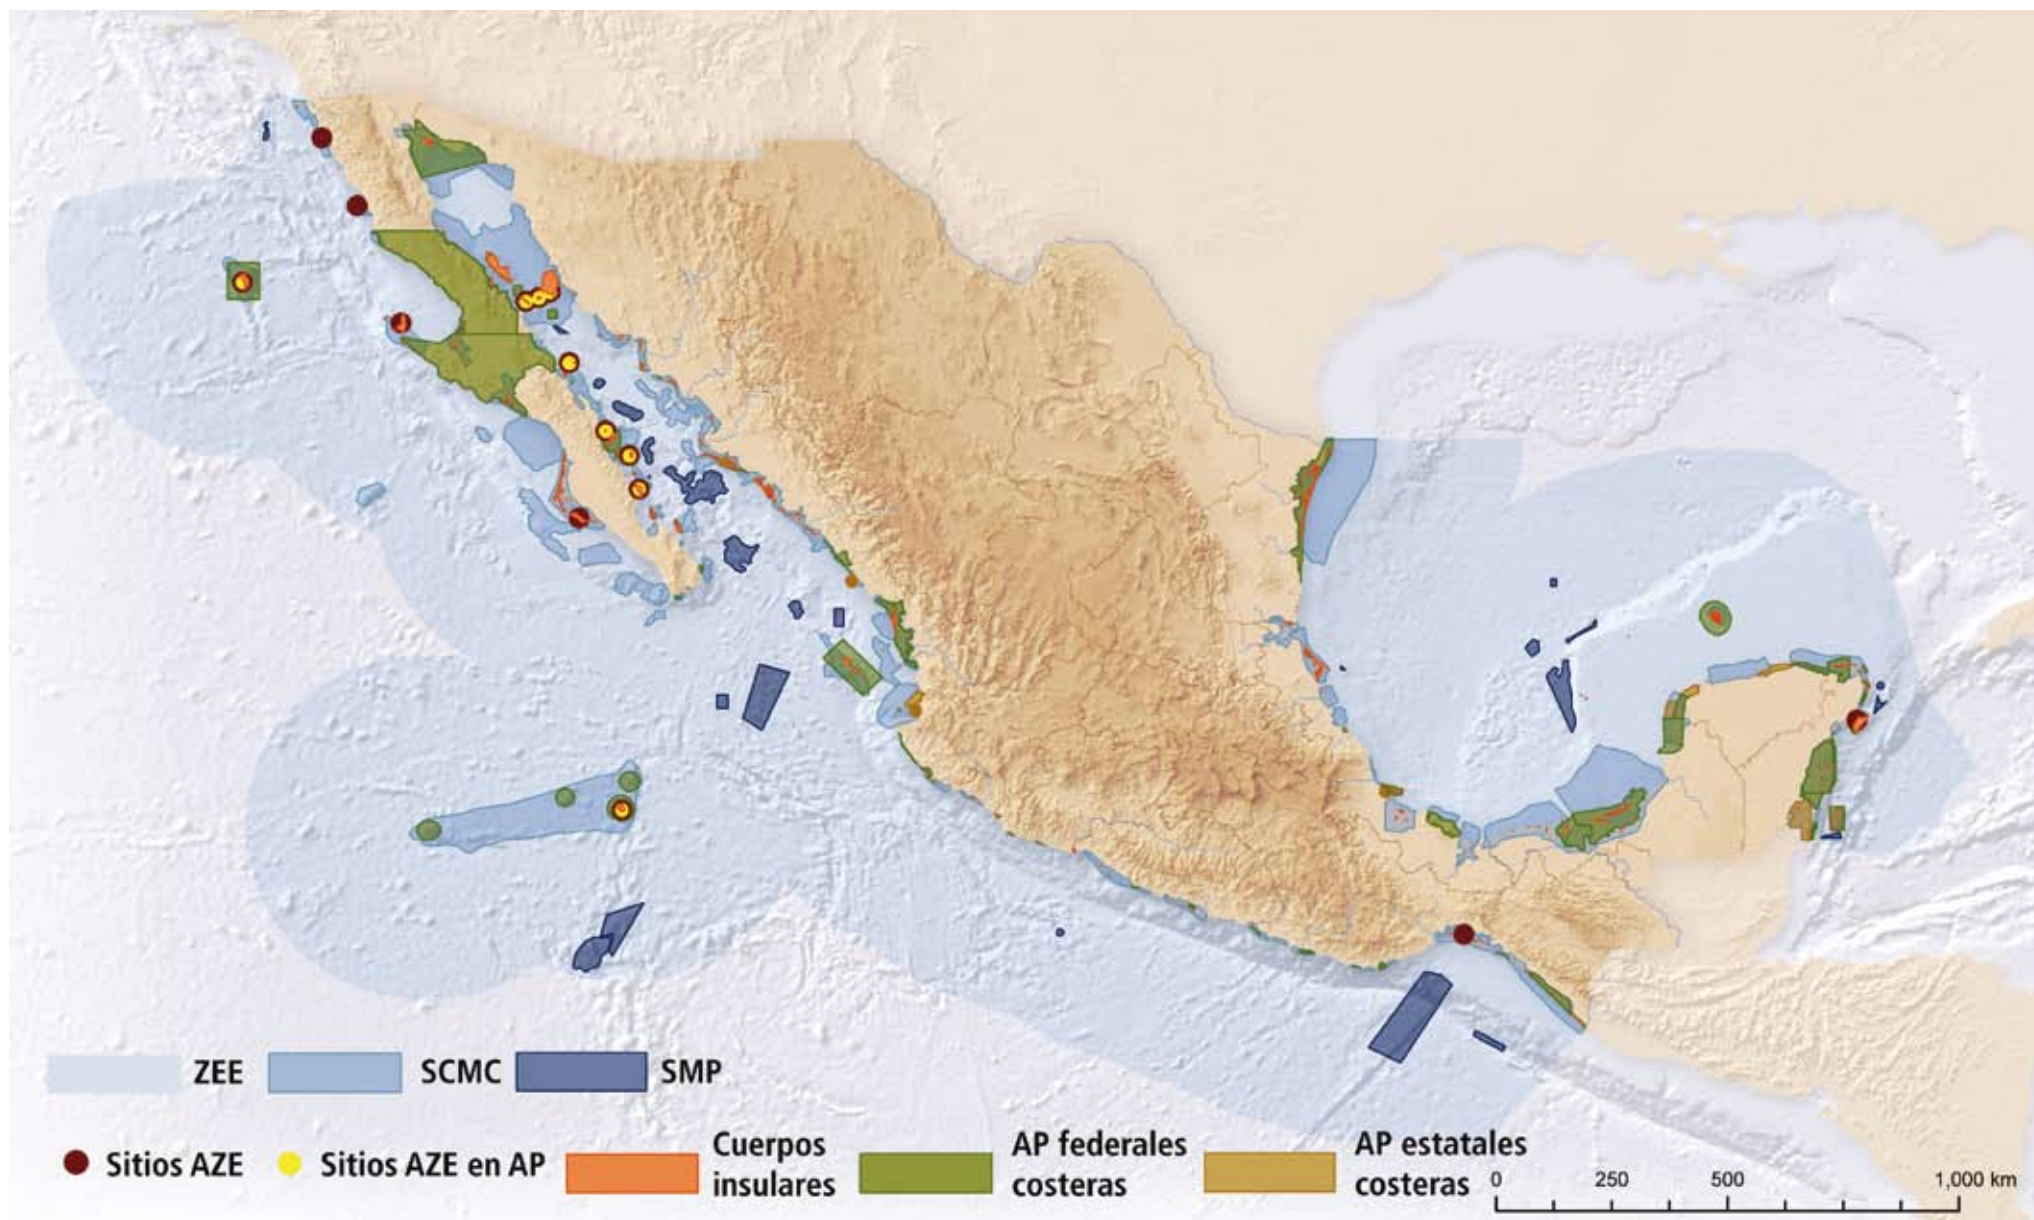 ZEE
SCMC
SMP
Sitios AZE
Sitios AZE en AP
Cuerpos
insulares
AP federales
costeras
AP estatales
costeras
0 250 500 1,000 km